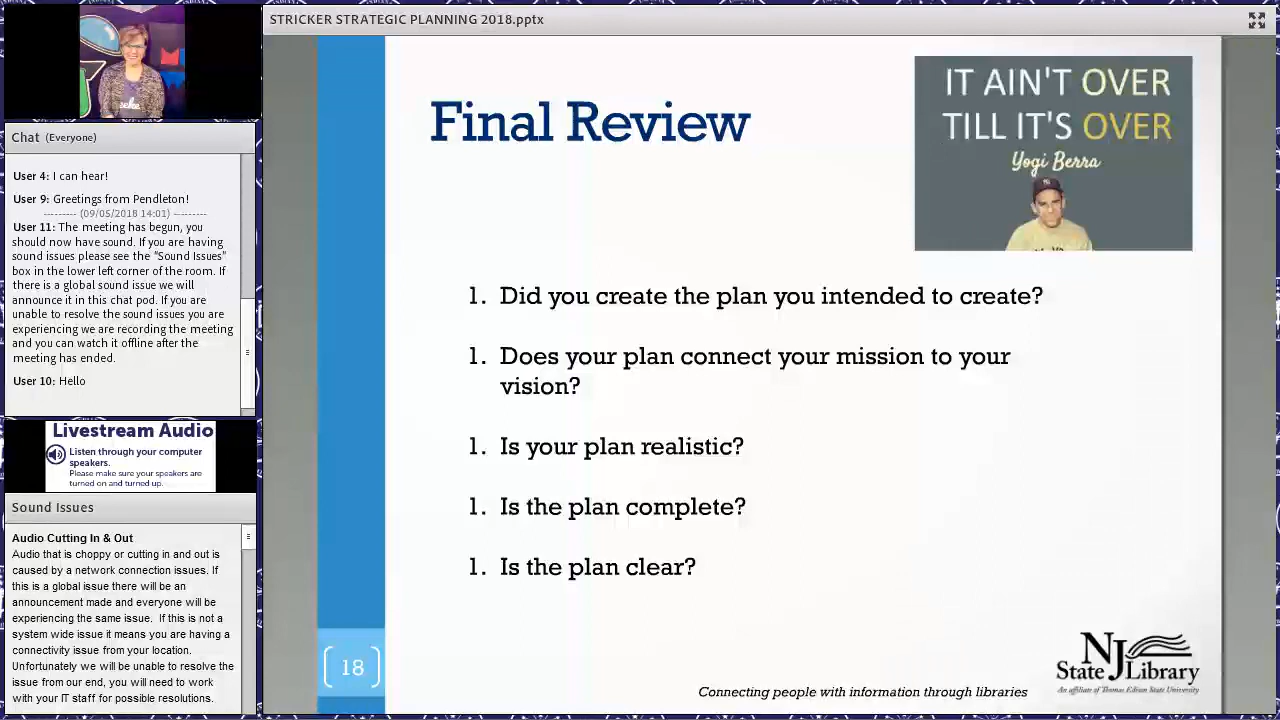 STRICKER STRATEGIC PLANNING 2018.pptx
Chat (Everyone)
User 4: I can hear!
User 9: Greetings from Pendleton!
--------- (09/05/2018 14:01) ---------
User 11: The meeting has begun, you
should now have sound. If you are having
sound issues please see the "Sound Issues"
box in the lower left corner of the room. If
there is a global sound issue we will
announce it in this chat pod. If you are
unable to resolve the sound issues you are
experiencing we are recording the meeting
and you can watch it offline after the
meeting has ended.
User 10: Hello
Livestream Audio
Listen through your computer
speakers.
Please make sure your speakers are
turned on and turned up.
Sound Issues
Audio Cutting In & Out
Audio that is choppy or cutting in and out is
caused by a network connection issues. If
this is a global issue there will be an
announcement made and everyone will be
experiencing the same issue. If this is not a
system wide issue it means you are having a
connectivity issue from your location.
Unfortunately we will be unable to resolve the
issue from our end, you will need to work
with your IT staff for possible resolutions.
Final Review
IT AIN'T OVER
TILL IT'S OVER
Yogi Berra
1. Did you create the plan you intended to create?
1. Does your plan connect your mission to your
vision?
1. Is your plan realistic?
1. Is the plan complete?
1. Is the plan clear?
18
Connecting people with information through libraries
NJ
State Library
An affiliate of Thomas Edison State University